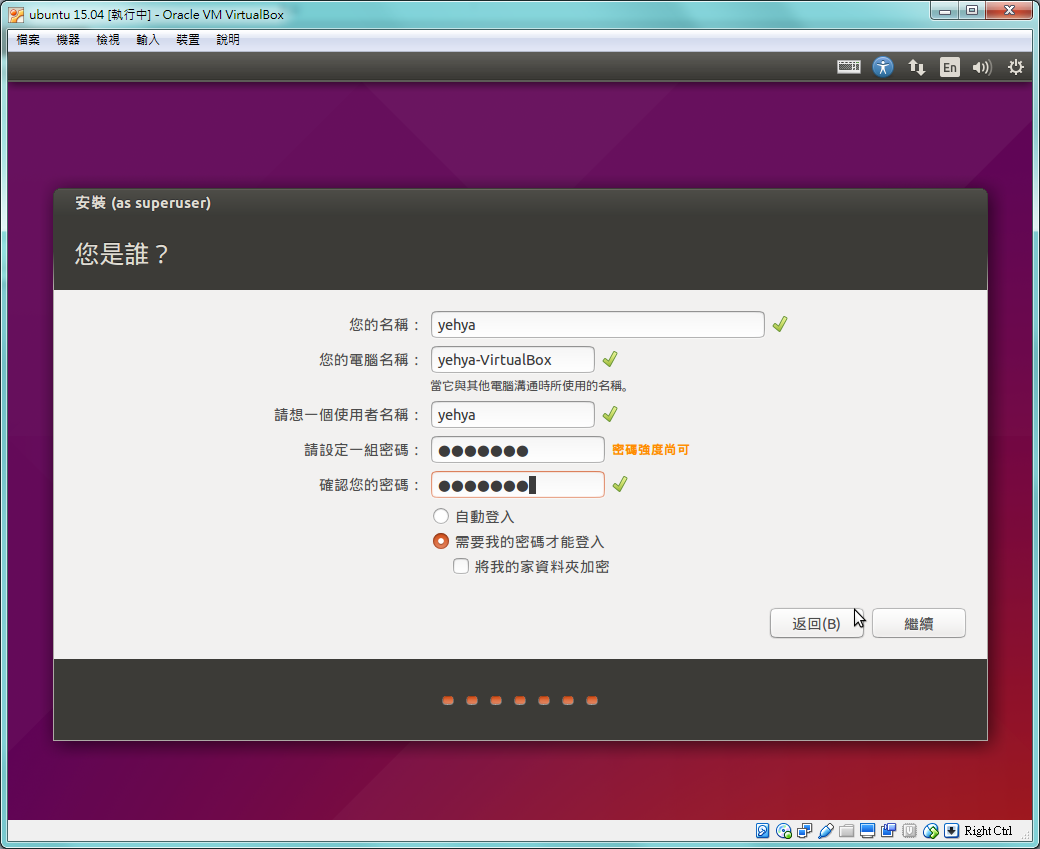 ubuntu 15.04 [執行中] - Oracle VM VirtualBox
檔案 機器 檢視 輸入 裝置 說明
En
安裝 (as superuser)
您是誰？
您的名稱： yehya
您的電腦名稱： yehya-VirtualBox
當它與其他電腦溝通時所使用的名稱。
請想一個使用者名稱： yehya
請設定一組密碼： ●●●●●●● 密碼強度尚可
確認您的密碼： ●●●●●●●
自動登入
需要我的密碼才能登入
將我的家資料夾加密
返回(B) 繼續
Right Ctrl